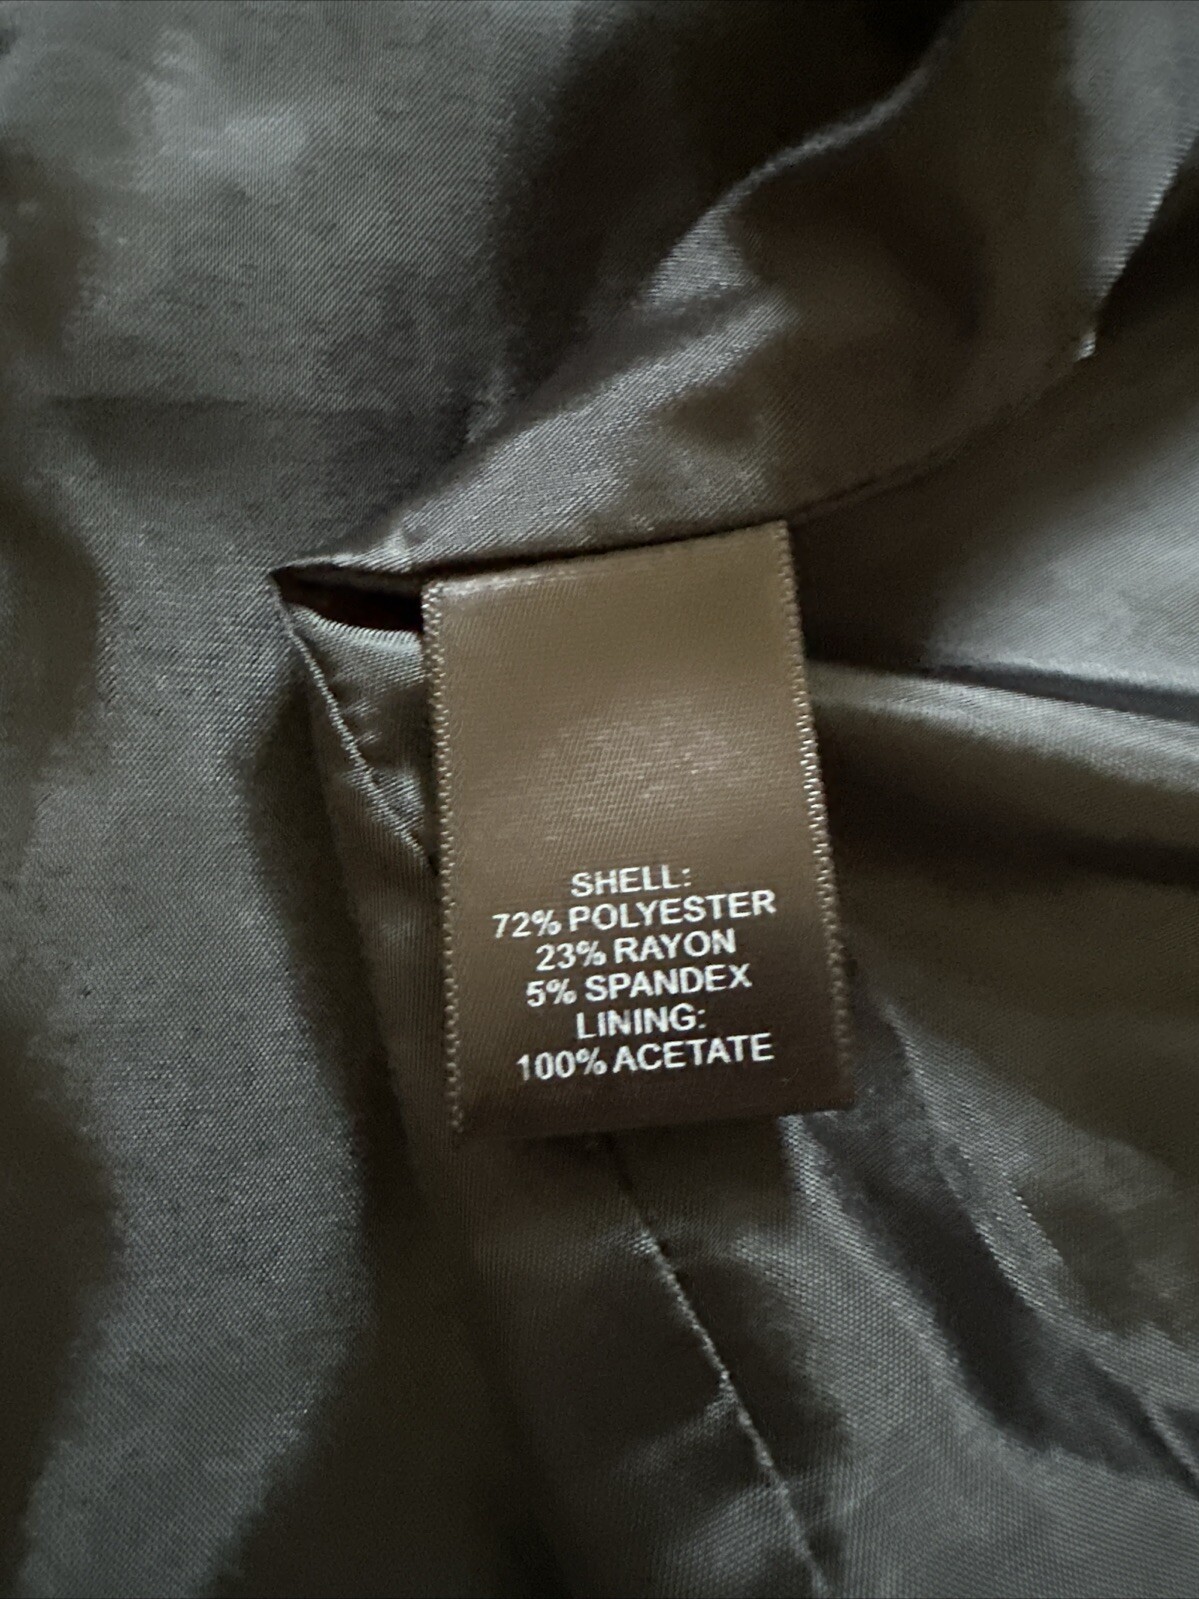 SHELL:
72% POLYESTER
23% RAYON
5% SPANDEX
LINING:
100% ACETATE